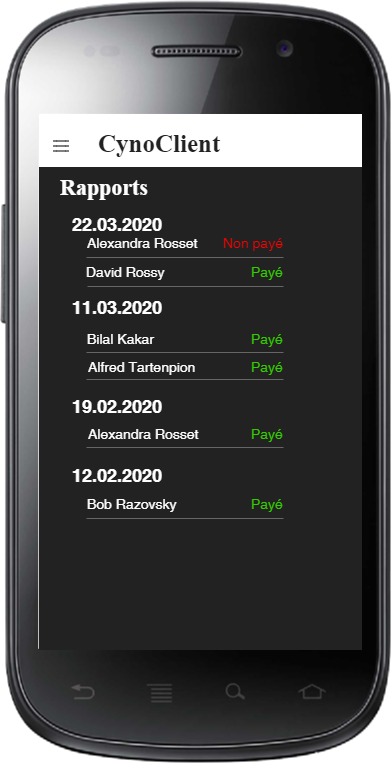 CynoClient
Rapports
22.03.2020
Alexandra Rosset Non payé
David Rossy Payé
11.03.2020
Bilal Kakar Payé
Alfred Tartenpion Payé
19.02.2020
Alexandra Rosset Payé
12.02.2020
Bob Razovsky Payé